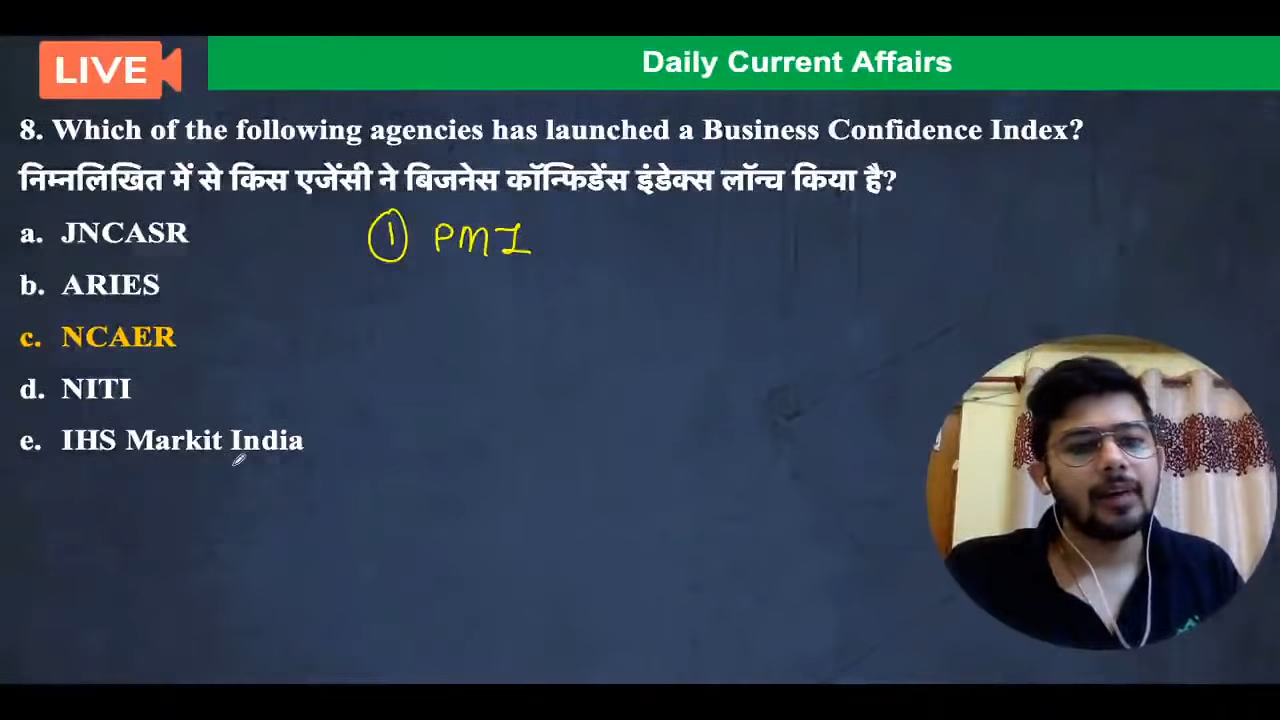 LIVE
Daily Current Affairs
8. Which of the following agencies has launched a Business Confidence Index?
निम्नलिखित में से किस एजेंसी ने बिजनेस कॉन्फिडेंस इंडेक्स लॉन्च किया है?
a. JNCASR
① PMI
b. ARIES
c. NCAER
d. NITI
e. IHS Markit India